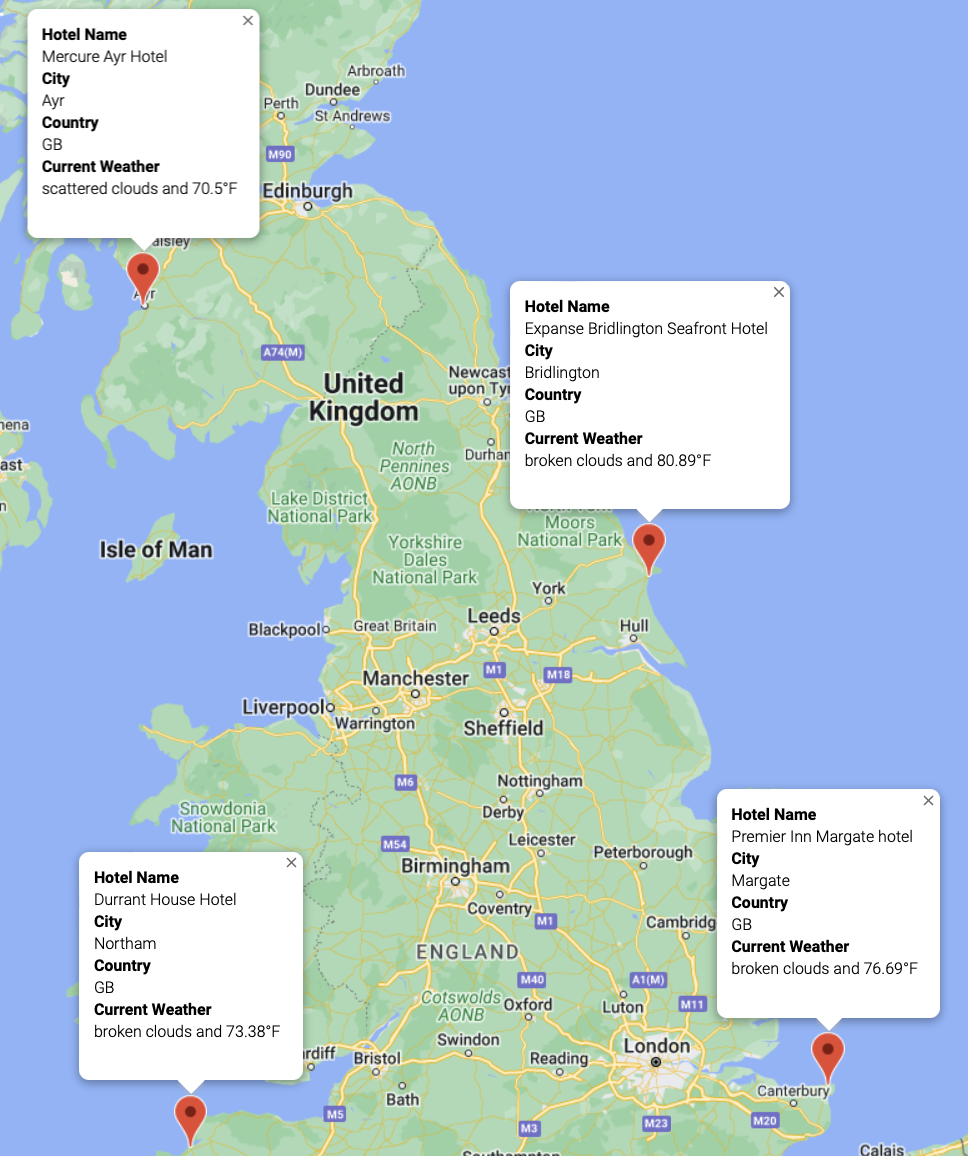 Hotel Name
Mercure Ayr Hotel
City
Ayr
Country
GB
Current Weather
scattered clouds and 70.5°F
Arbroath
Dundee
Perth
St Andrews
M90
Edinburgh
aisley
Ayr
A74(M)
Hotel Name
Expanse Bridlington Seafront Hotel
City
Bridlington
Country
GB
Current Weather
broken clouds and 80.89°F
United
Kingdom
Newcast
upon Ty
Durhan
North
Pennines
AONB
mena
ast
n
Lake District
National Park
Moors
National Park
Isle of Man
Yorkshire
Dales
National Park
York
Leeds
Blackpool
Great Britain
Hull
M1
M18
Manchester
Liverpool
Warrington
Sheffield
M6
Nottingham
Derby
Snowdonia
National Park
M54
Leicester
Birmingham
Peterborough
Coventry
M1
Cambridg
ENGLAND
M40
A1(M)
Cotswolds
AONB
Oxford
Luton
M11
Hotel Name
Premier Inn Margate hotel
City
Margate
Country
GB
Current Weather
broken clouds and 76.69°F
Hotel Name
Durrant House Hotel
City
Northam
Country
GB
Current Weather
broken clouds and 73.38°F
rdiff
Bristol
Swindon
Reading
London
Bath
Canterbury
M5
M3
M23
M20
Southampton
Calais